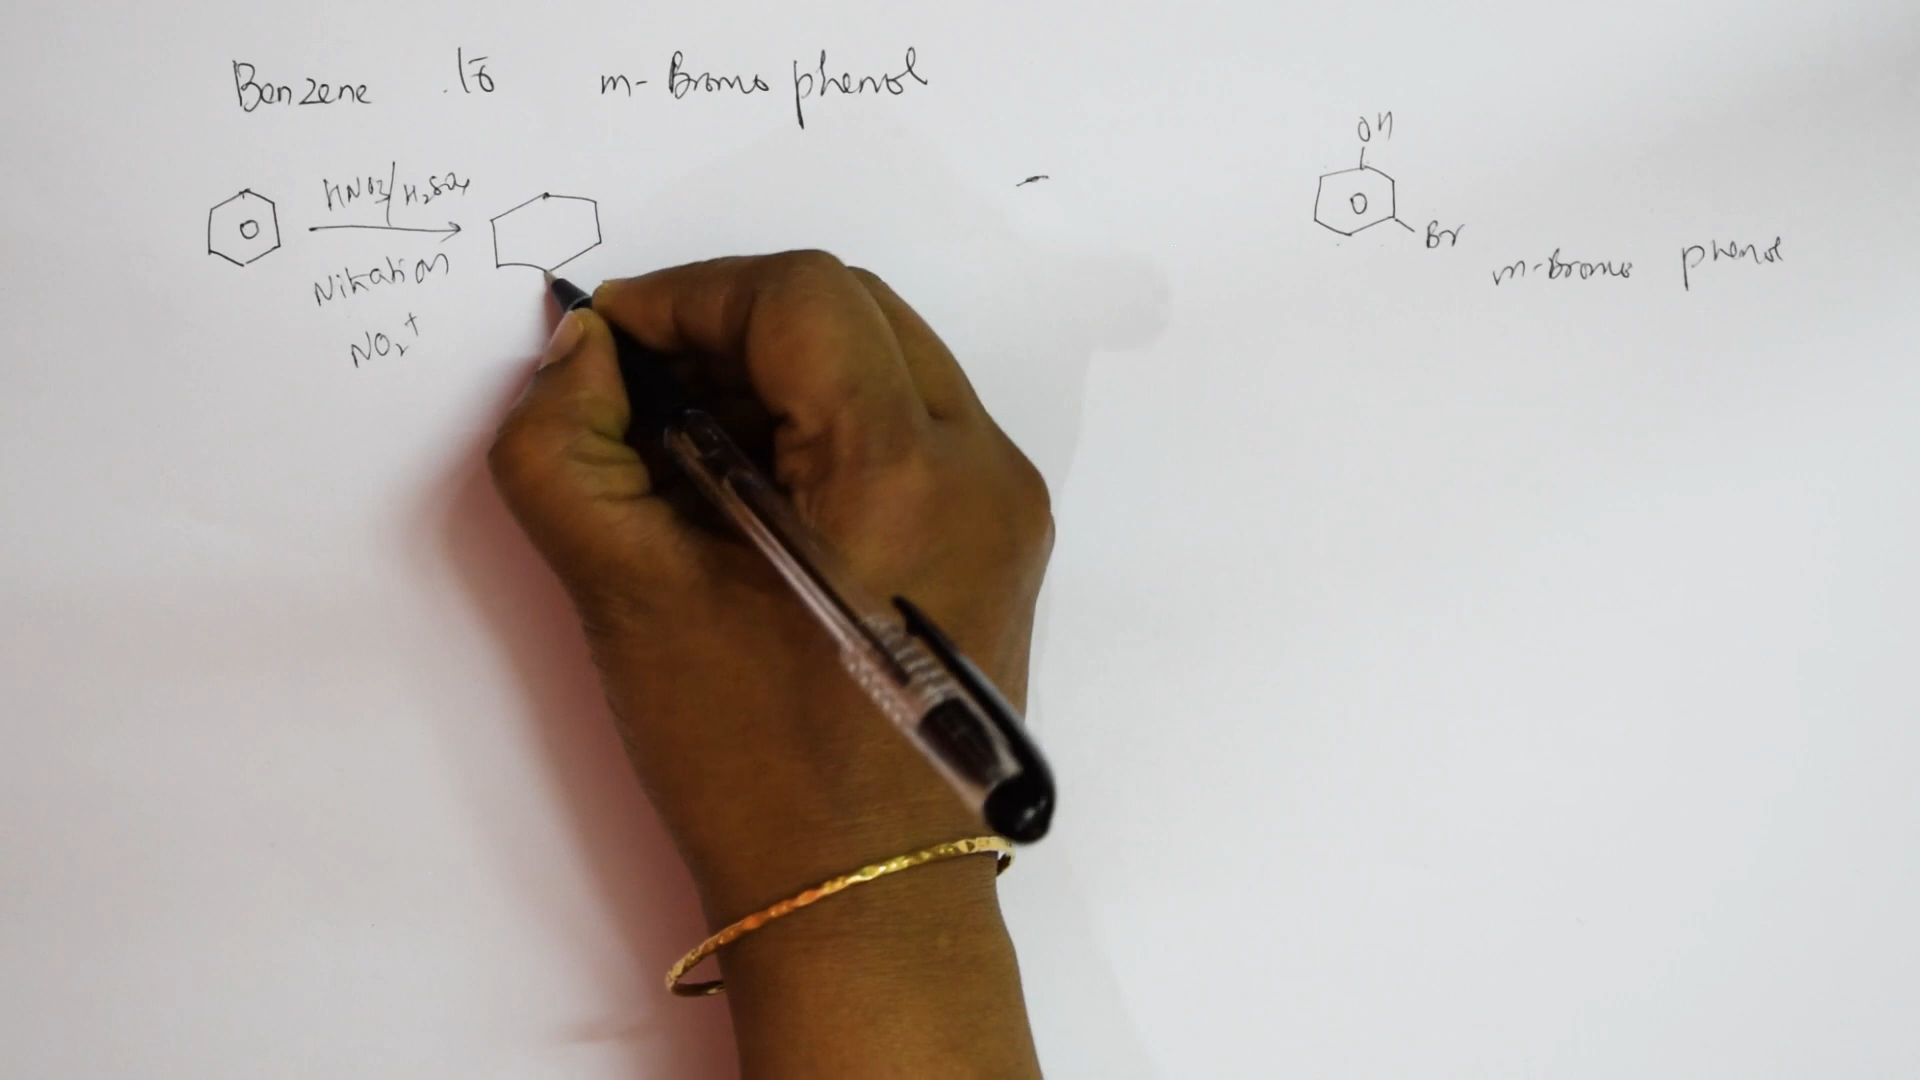 Benzene to m-Bromo phenol
HNO3/H2SO4
Nitration
NO2+
OH
Br
m-Bromo phenol